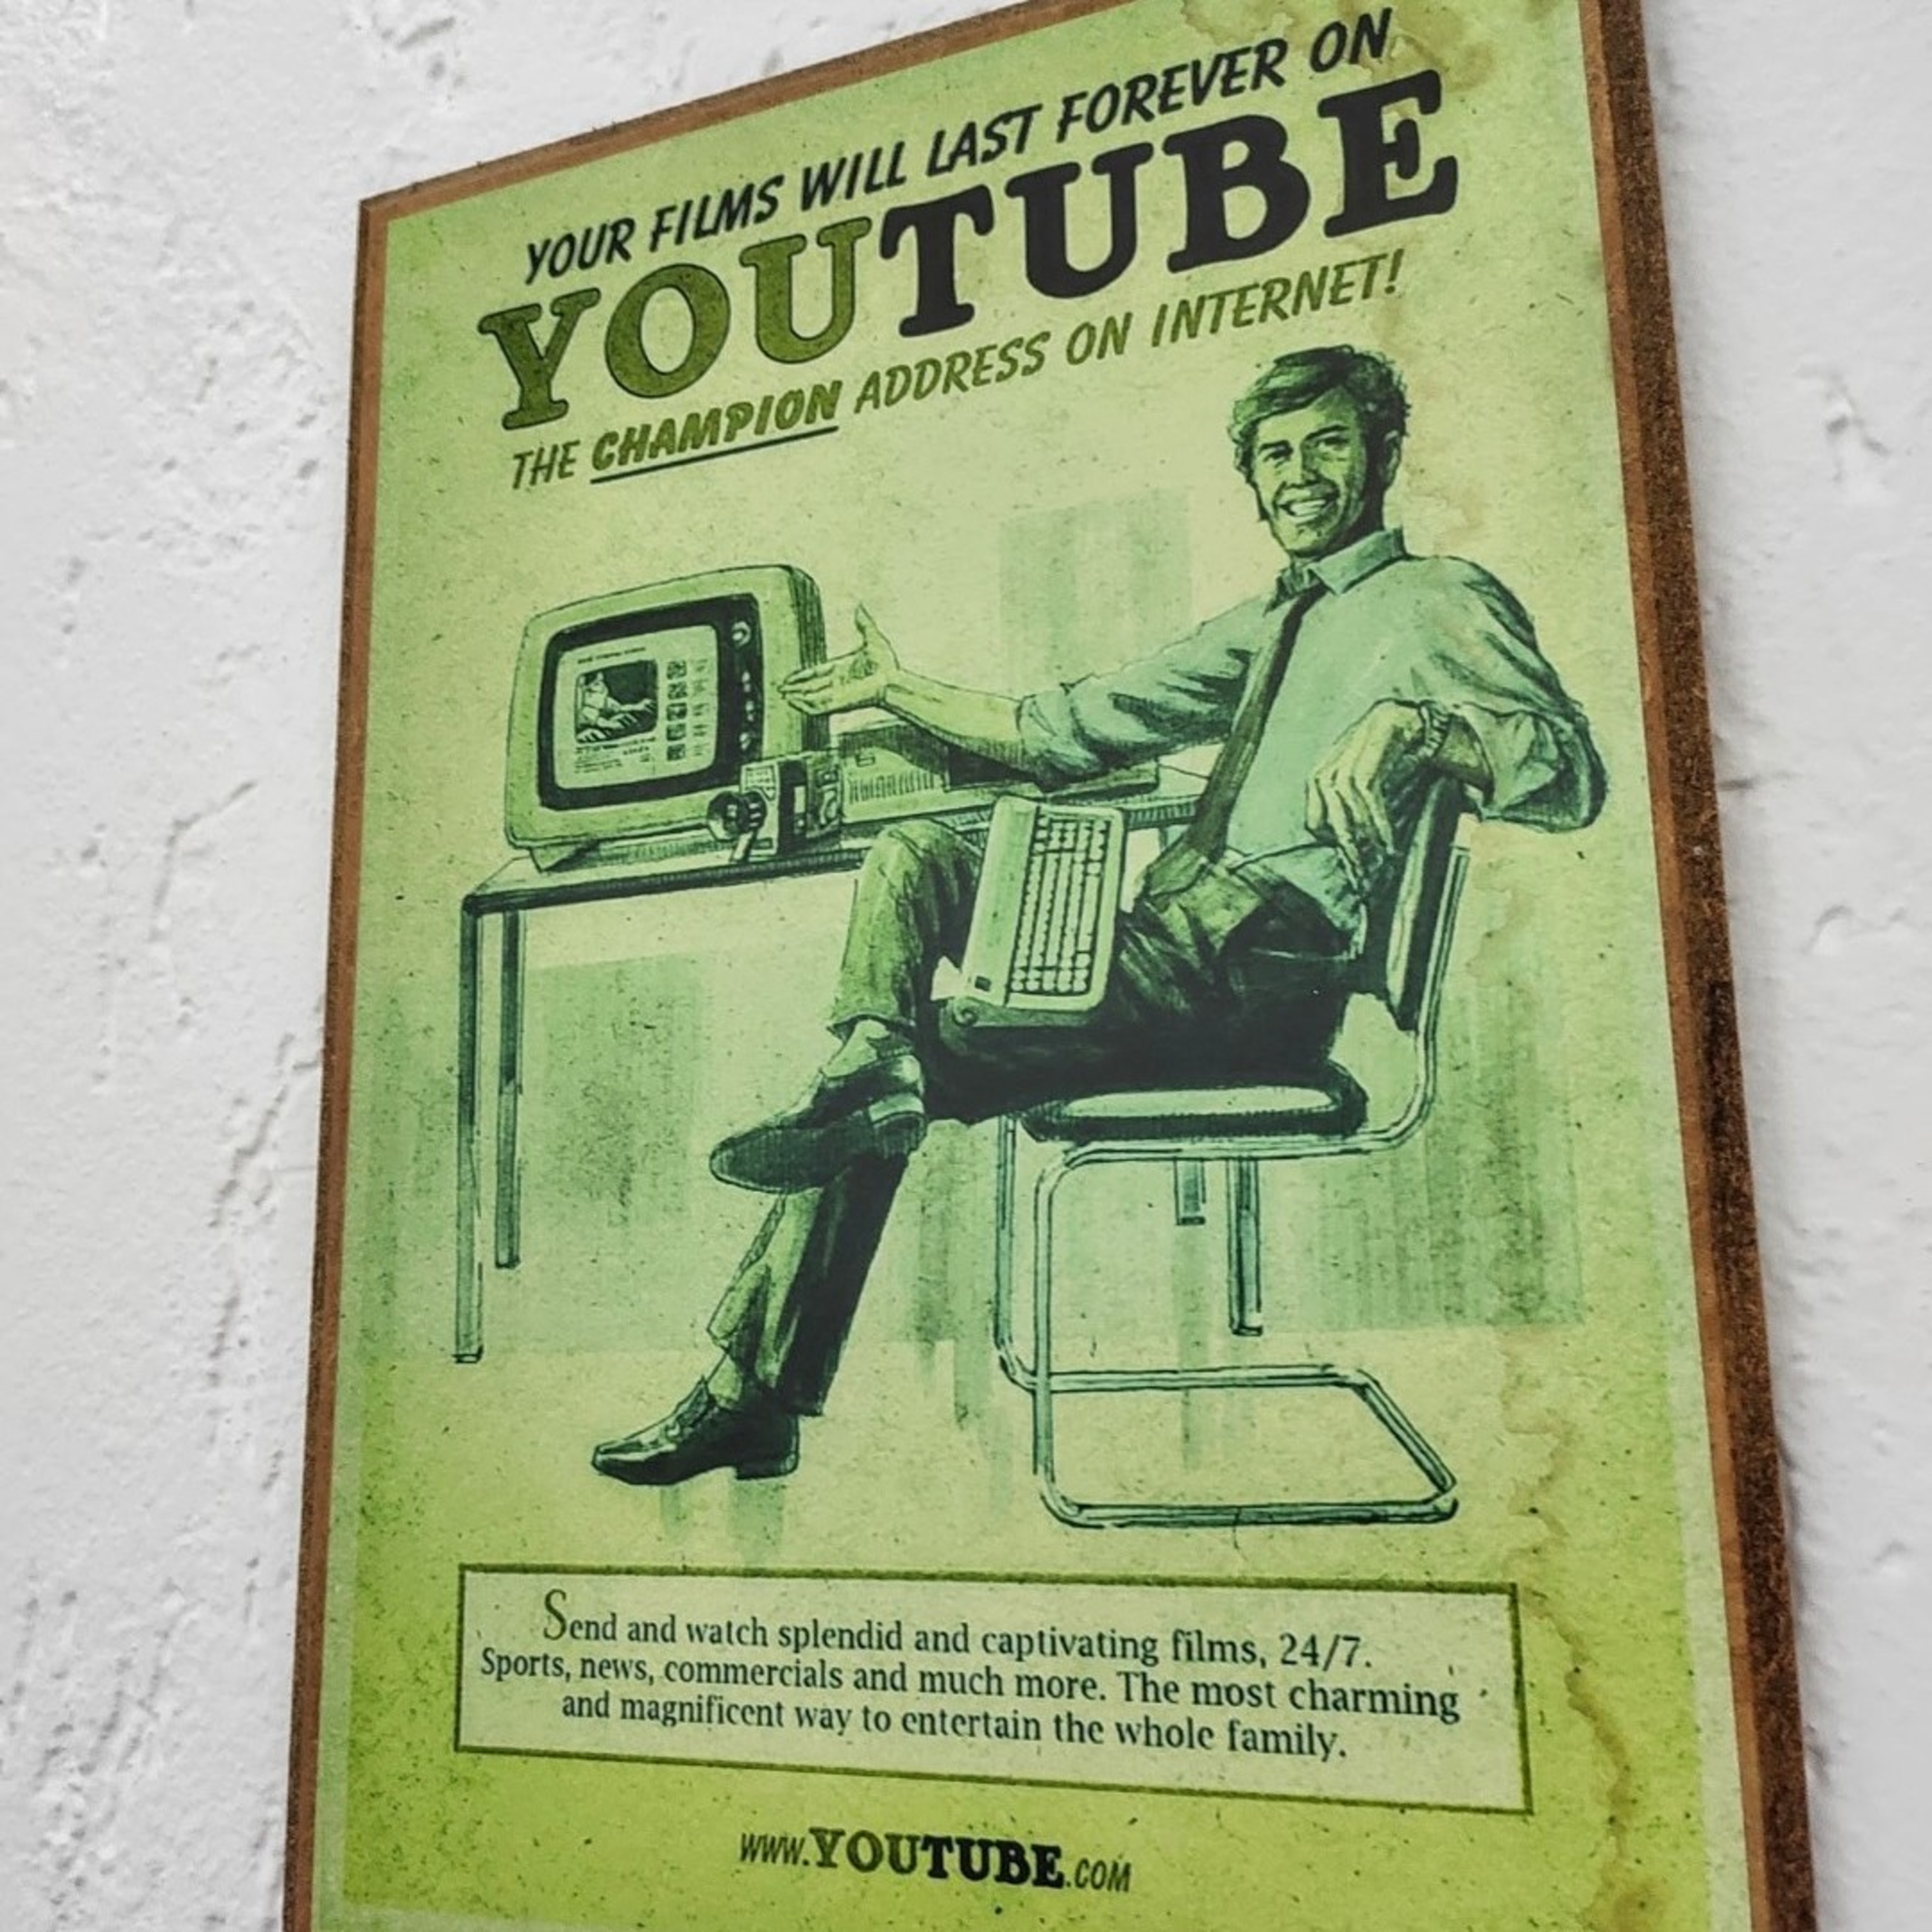 YOUR FILMS WILL LAST FOREVER ON
YOUTUBE
THE CHAMPION ADDRESS ON INTERNET!
Send and watch splendid and captivating films, 24/7.
Sports, news, commercials and much more. The most charming
and magnificent way to entertain the whole family.
www.YOUTUBE.COM